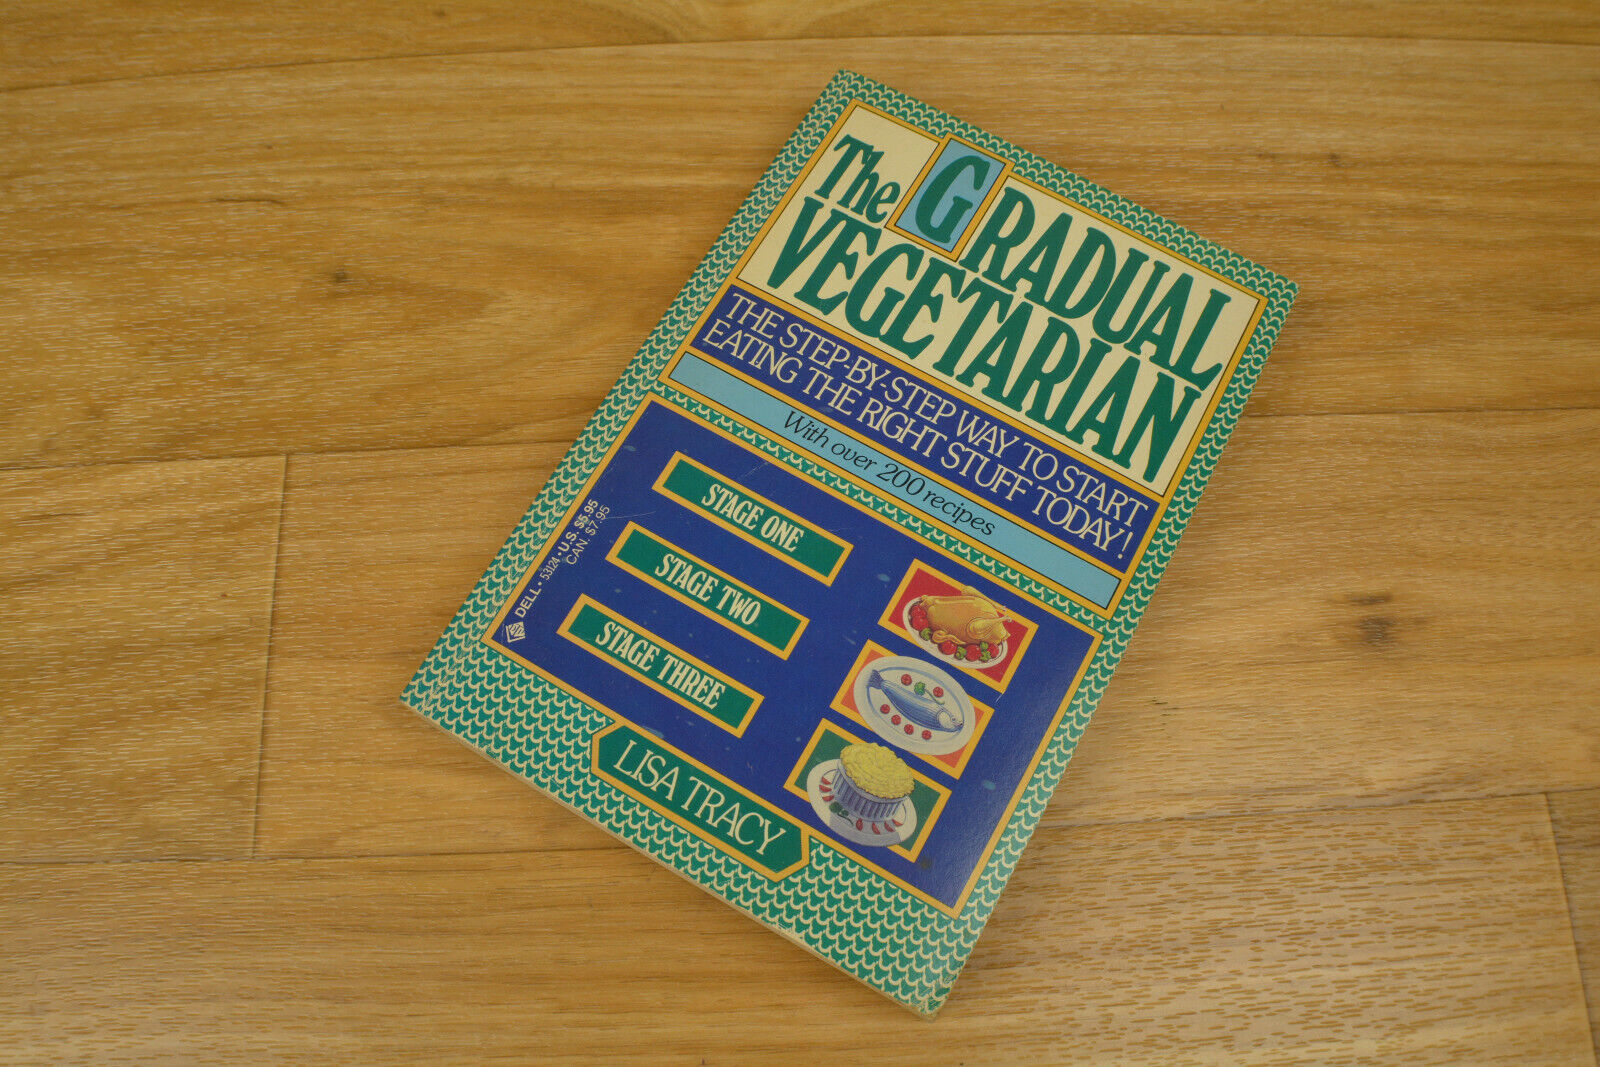 The GRADUAL
VEGETARIAN
THE STEP-BY-STEP WAY TO START
EATING THE RIGHT STUFF TODAY!
With over 200 recipes
STAGE ONE
STAGE TWO
STAGE THREE
DELL • 53124 • U.S. $5.95
CAN. $7.95
LISA TRACY